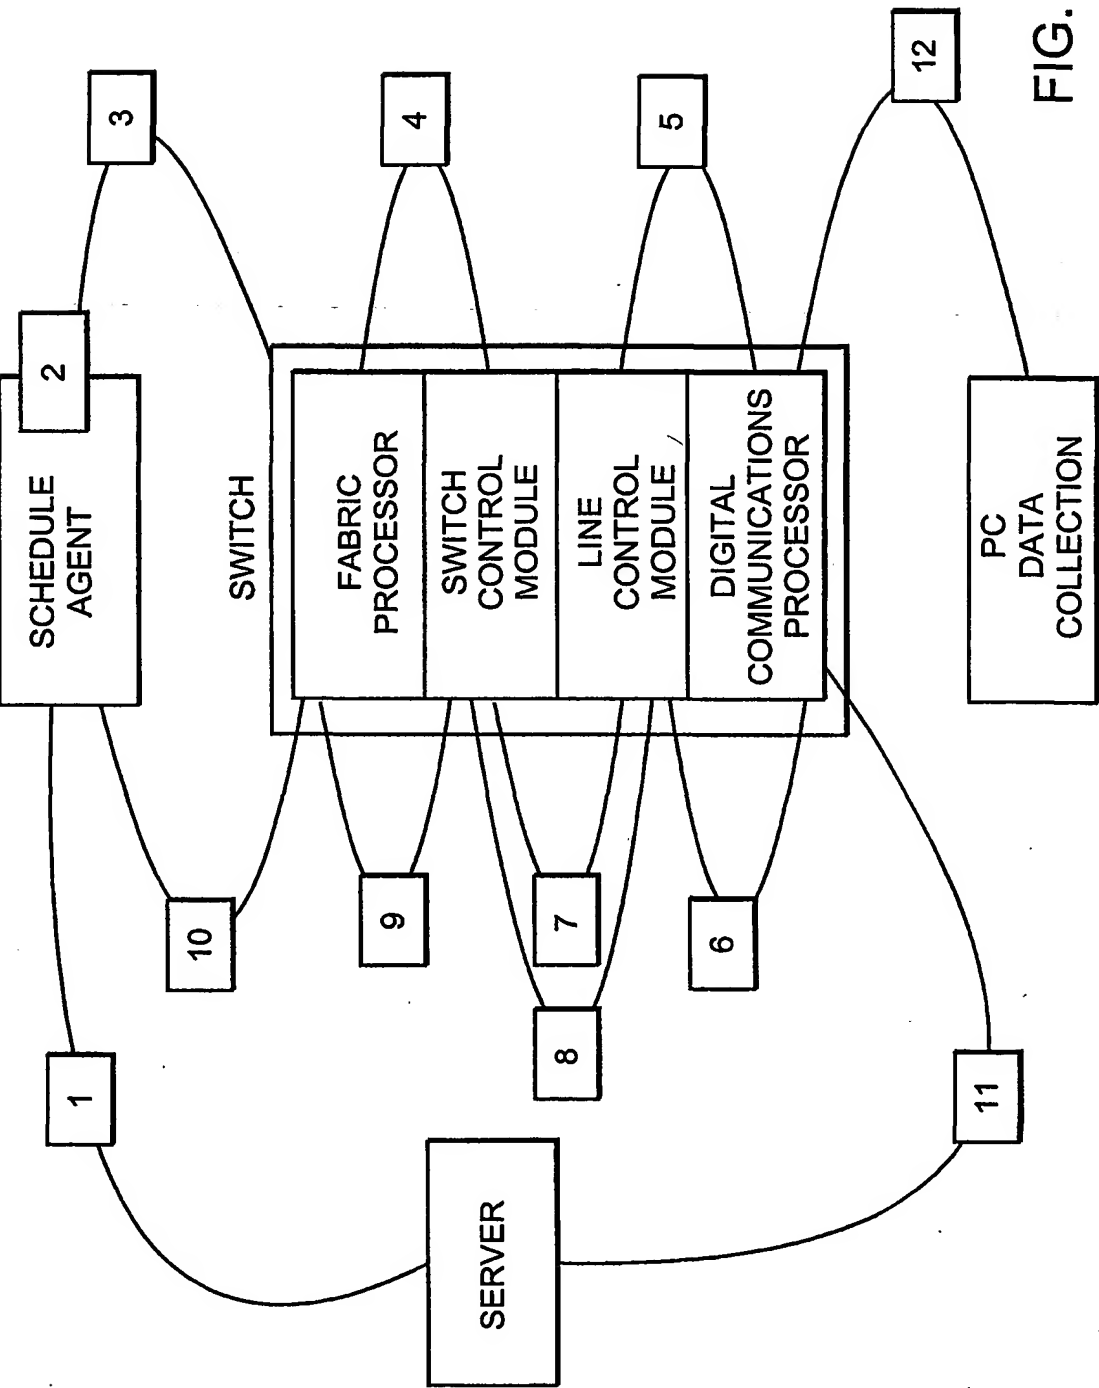 1
SERVER
11
10
9
8
7
6
SCHEDULE
AGENT
2
SWITCH
FABRIC
PROCESSOR
SWITCH
CONTROL
MODULE
LINE
CONTROL
MODULE
DIGITAL
COMMUNICATIONS
PROCESSOR
PC
DATA
COLLECTION
3
4
5
12
FIG.